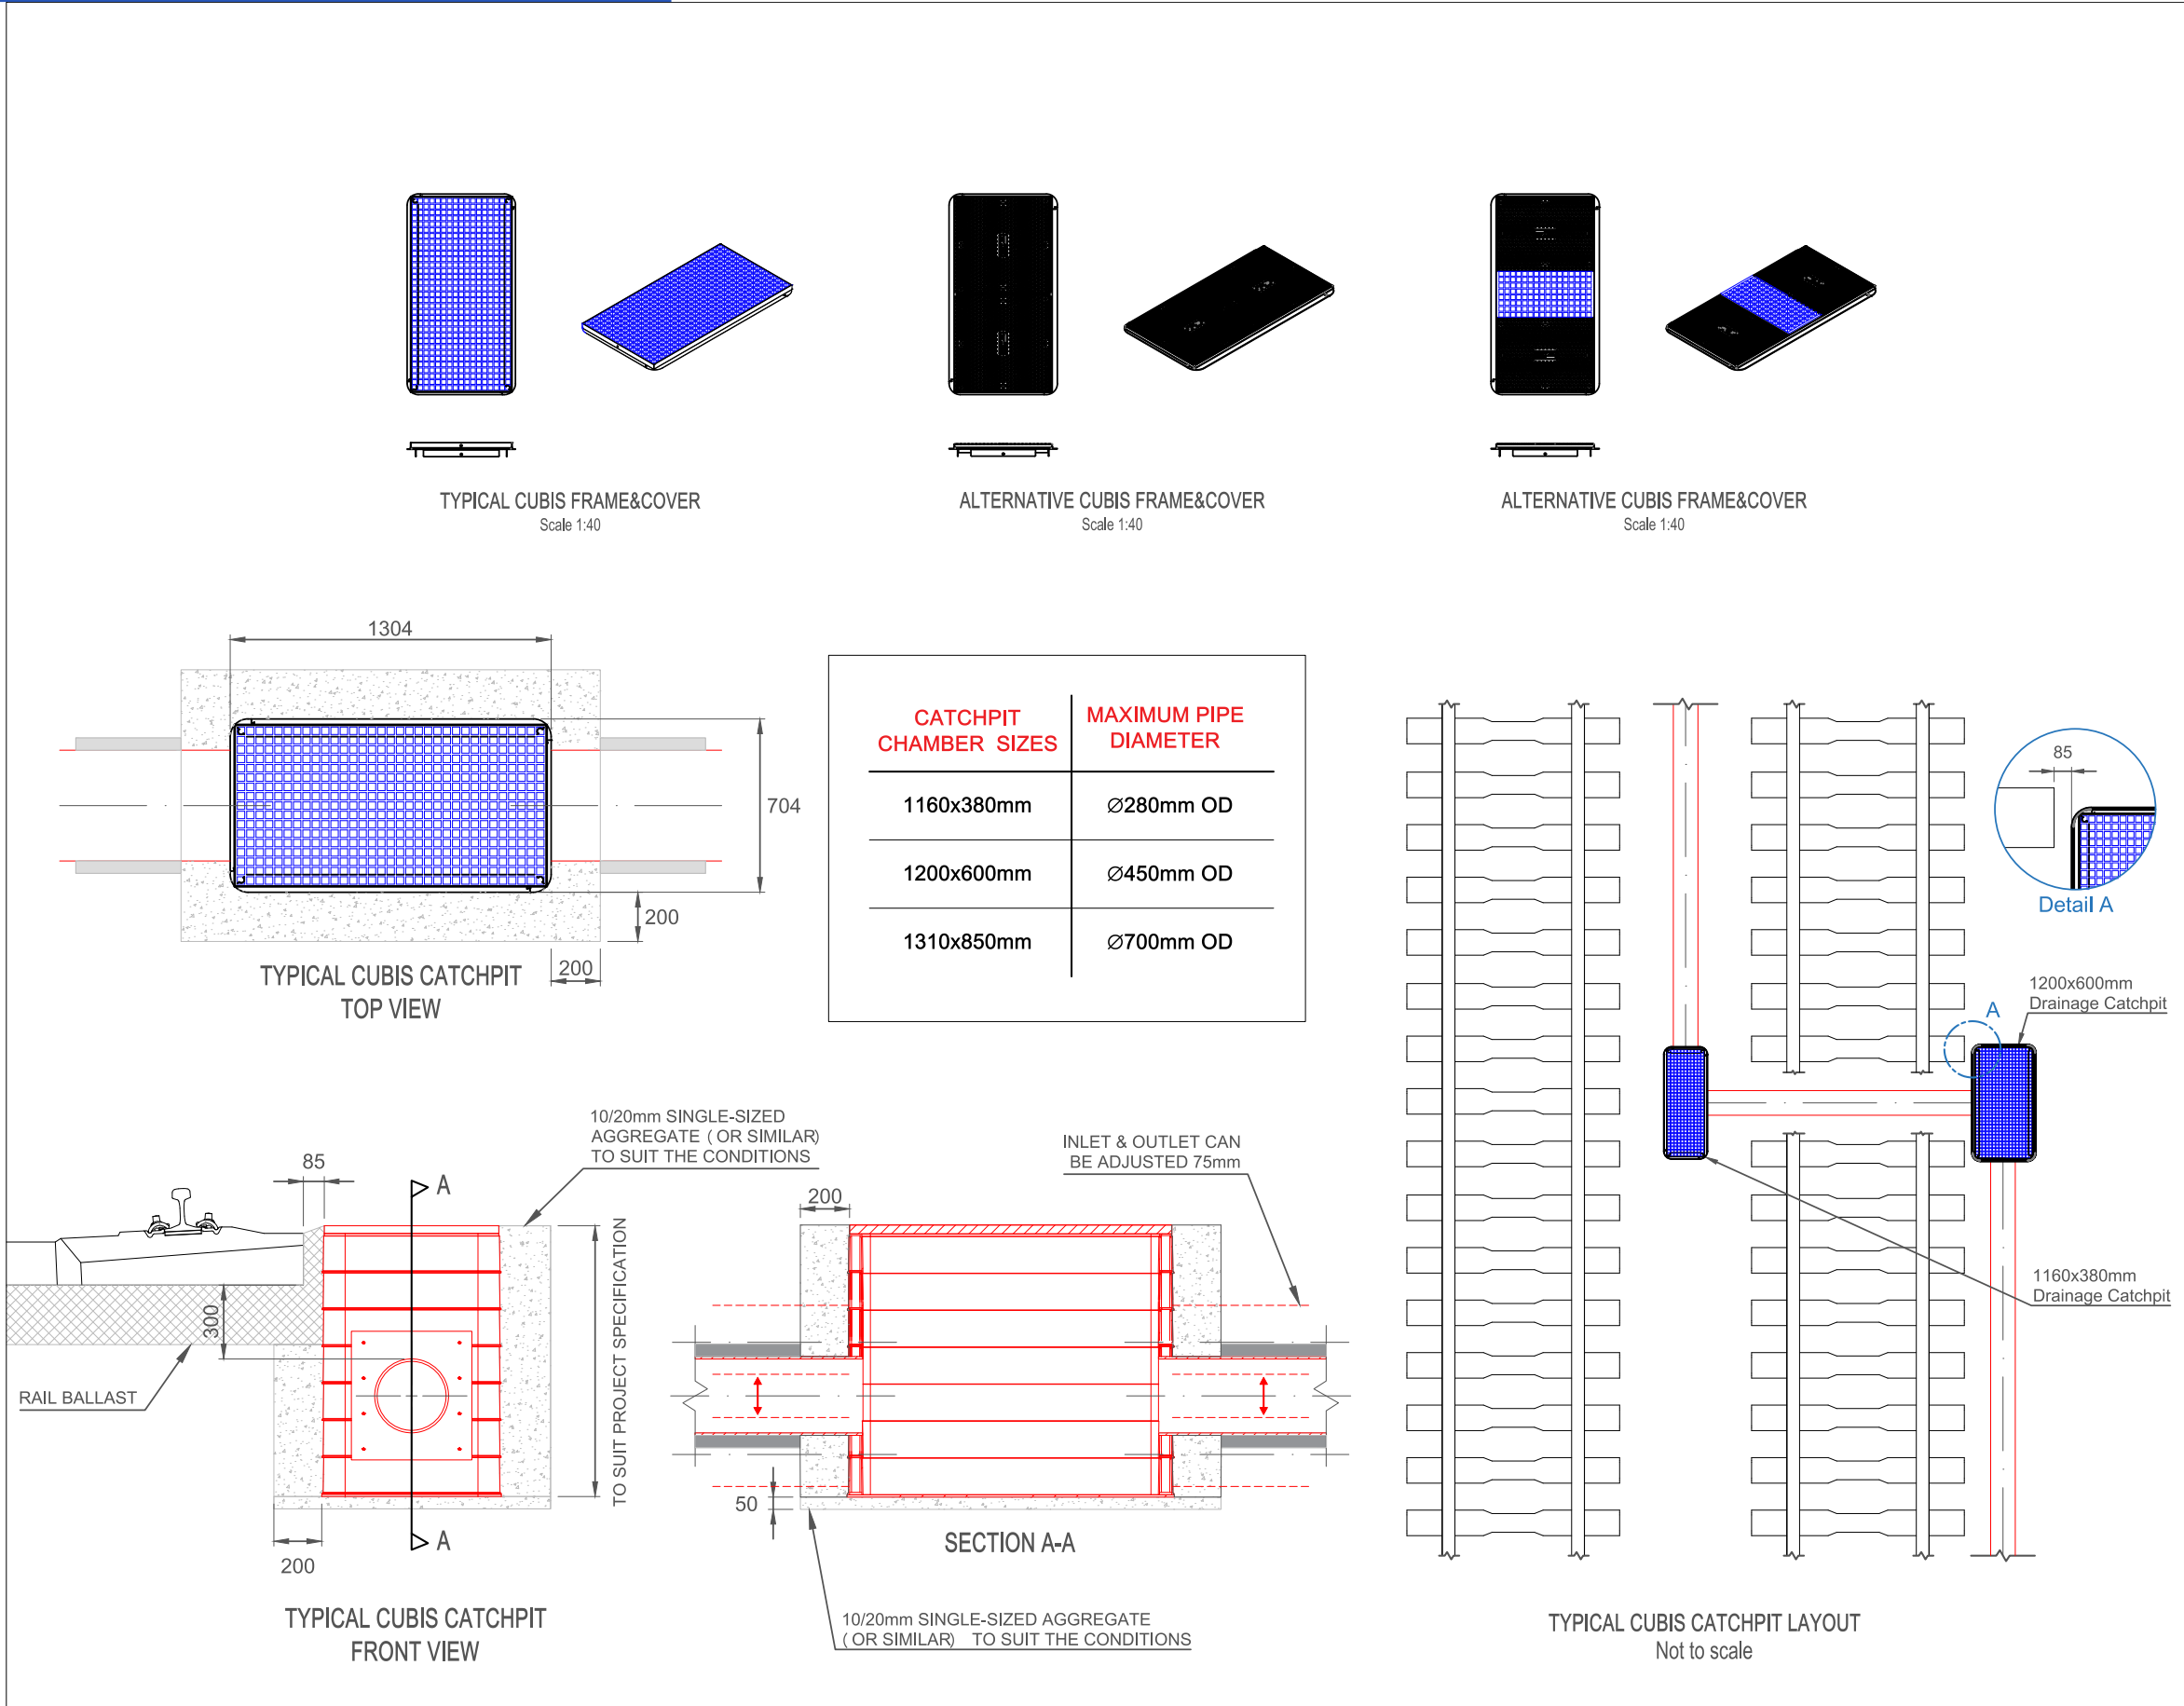 TYPICAL CUBIS FRAME&COVER
Scale 1:40
ALTERNATIVE CUBIS FRAME&COVER
Scale 1:40
ALTERNATIVE CUBIS FRAME&COVER
Scale 1:40
1304
704
200
200
TYPICAL CUBIS CATCHPIT
TOP VIEW
CATCHPIT
CHAMBER SIZES
MAXIMUM PIPE
DIAMETER
1160x380mm
Ø280mm OD
1200x600mm
Ø450mm OD
1310x850mm
Ø700mm OD
85
Detail A
1200x600mm
Drainage Catchpit
A
1160x380mm
Drainage Catchpit
TYPICAL CUBIS CATCHPIT LAYOUT
Not to scale
10/20mm SINGLE-SIZED
AGGREGATE ( OR SIMILAR)
TO SUIT THE CONDITIONS
85
A
300
RAIL BALLAST
TO SUIT PROJECT SPECIFICATION
A
200
TYPICAL CUBIS CATCHPIT
FRONT VIEW
INLET & OUTLET CAN
BE ADJUSTED 75mm
200
50
SECTION A-A
10/20mm SINGLE-SIZED AGGREGATE
( OR SIMILAR) TO SUIT THE CONDITIONS